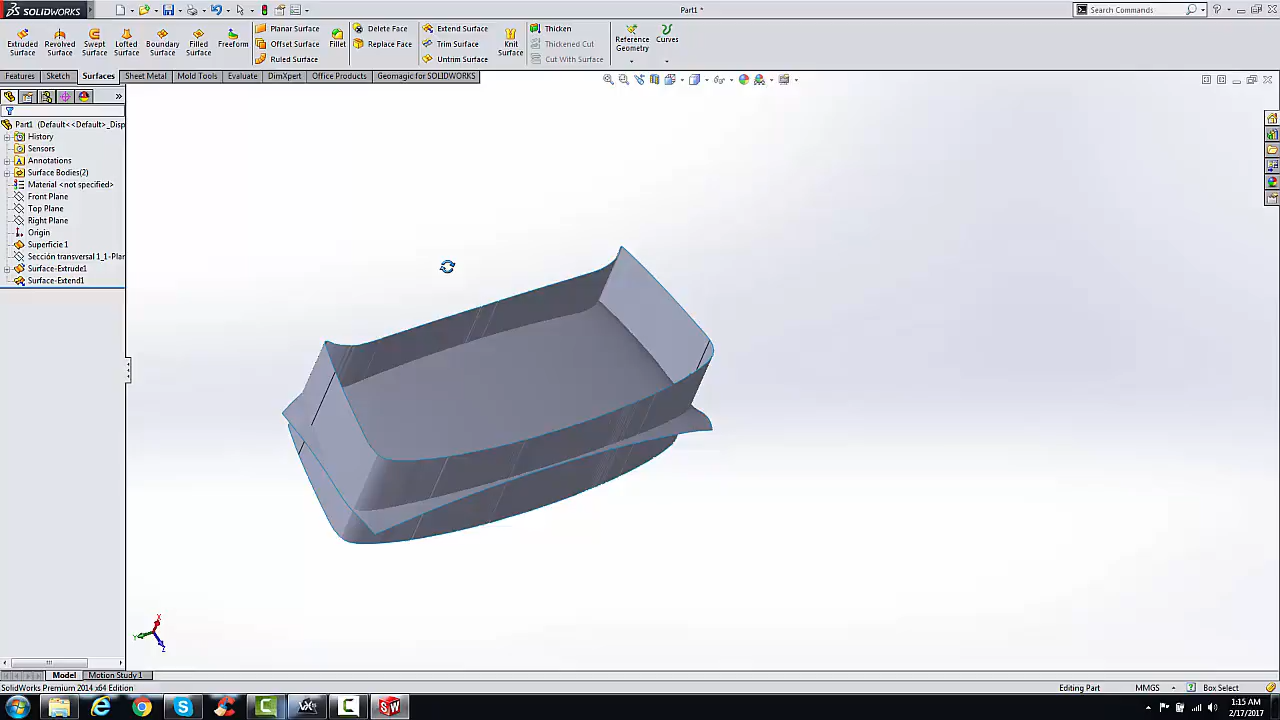 SOLIDWORKS
Part1 *
Search Commands
Extruded Surface
Revolved Surface
Swept Surface
Lofted Surface
Boundary Surface
Filled Surface
Freeform
Planar Surface
Offset Surface
Ruled Surface
Fillet
Delete Face
Replace Face
Extend Surface
Trim Surface
Untrim Surface
Knit Surface
Thicken
Thickened Cut
Cut With Surface
Reference Geometry
Curves
Features
Sketch
Surfaces
Sheet Metal
Mold Tools
Evaluate
DimXpert
Office Products
Geomagic for SOLIDWORKS
Part1 (Default<<Default>_Disp
History
Sensors
Annotations
Surface Bodies(2)
Material <not specified>
Front Plane
Top Plane
Right Plane
Origin
Superficie 1
Sección transversal 1_1-Plan
Surface-Extrude1
Surface-Extend1
X
Y
Z
Model
Motion Study 1
SolidWorks Premium 2014 x64 Edition
Editing Part
MMGS
Box Select
1:15 AM
2/17/2017